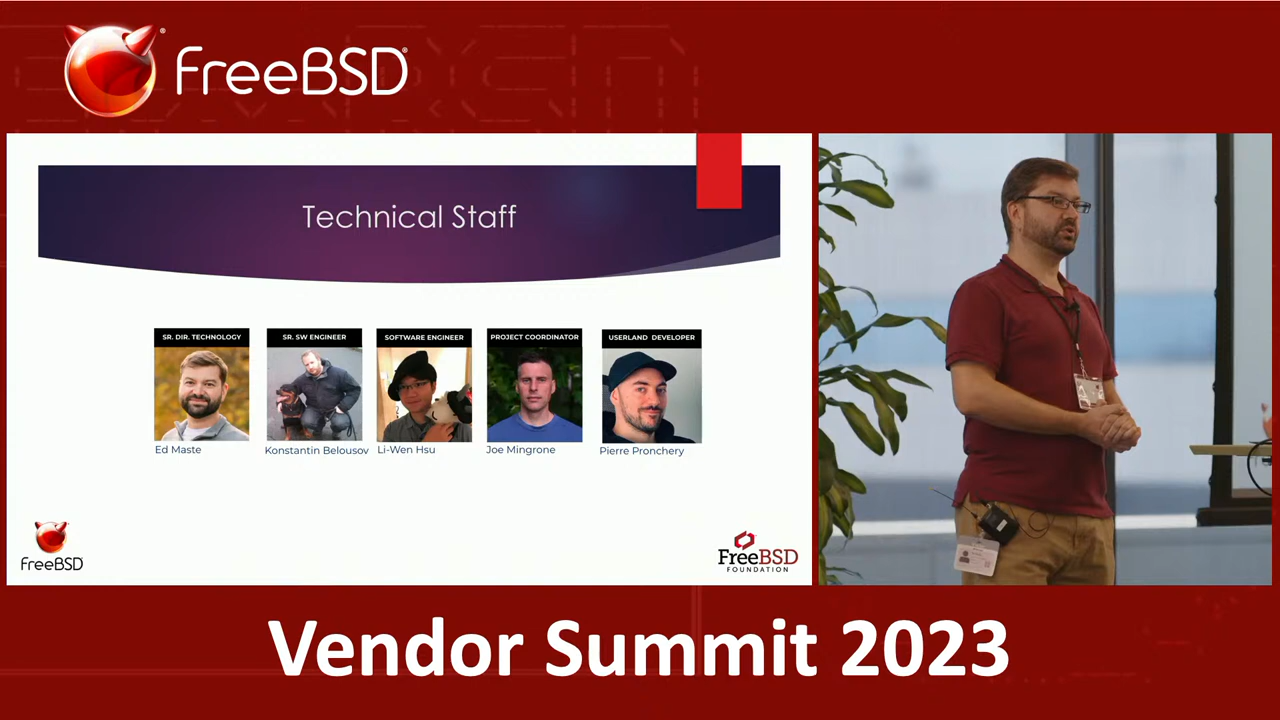 FreeBSD®
Technical Staff
SR. DIR. TECHNOLOGY
SR. SW ENGINEER
SOFTWARE ENGINEER
PROJECT COORDINATOR
USERLAND DEVELOPER
Ed Maste
Konstantin Belousov
Li-Wen Hsu
Joe Mingrone
Pierre Pronchery
FreeBSD
FreeBSD
FOUNDATION
Vendor Summit 2023